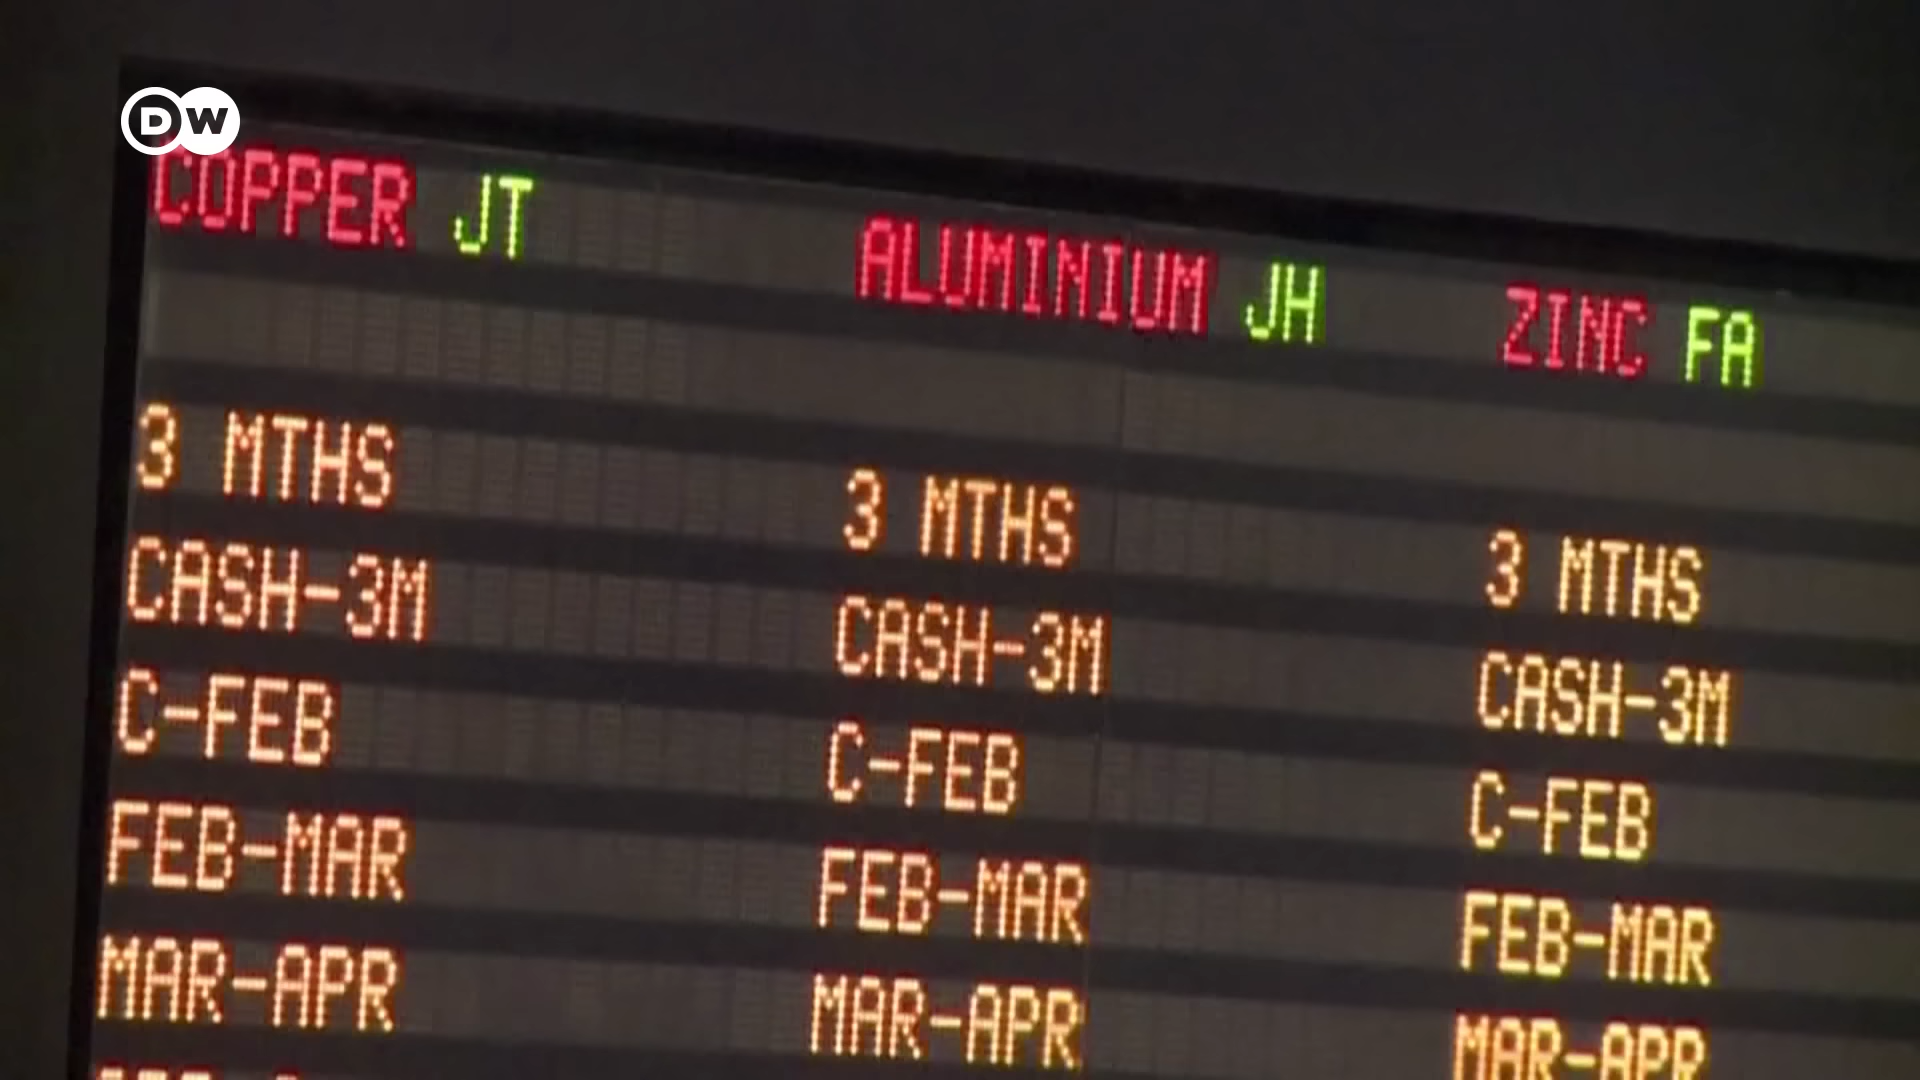 DW
COPPER JT ALUMINIUM JH ZINC FA
3 MTHS 3 MTHS 3 MTHS
CASH-3M CASH-3M CASH-3M
C-FEB C-FEB C-FEB
FEB-MAR FEB-MAR FEB-MAR
MAR-APR MAR-APR MAR-APR